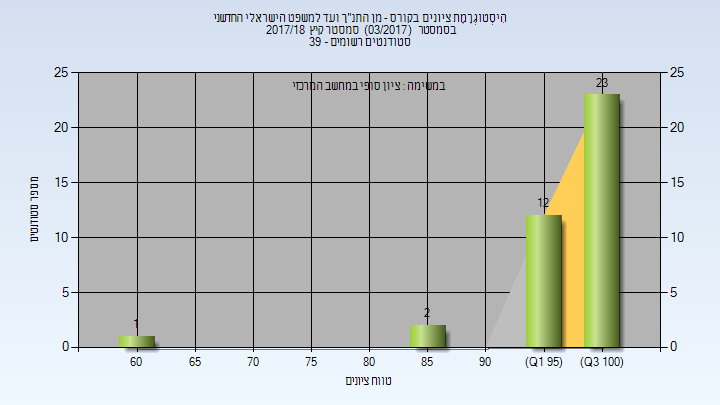 היסטוגרמת ציונים בקורס - מן התנ"ך ועד למשפט הישראלי החדשני
בסמסטר (03/2017) סמסטר קיץ 2017/18
סטודנטים רשומים - 39
במשימה : ציון סופי במחשב המרכזי
25 25
23
20 20
15 15
12
10 10
5 5
2
1
0 0
60 65 70 75 80 85 90 (Q1 95) (Q3 100)
מספר סטודנטים
טווח ציונים